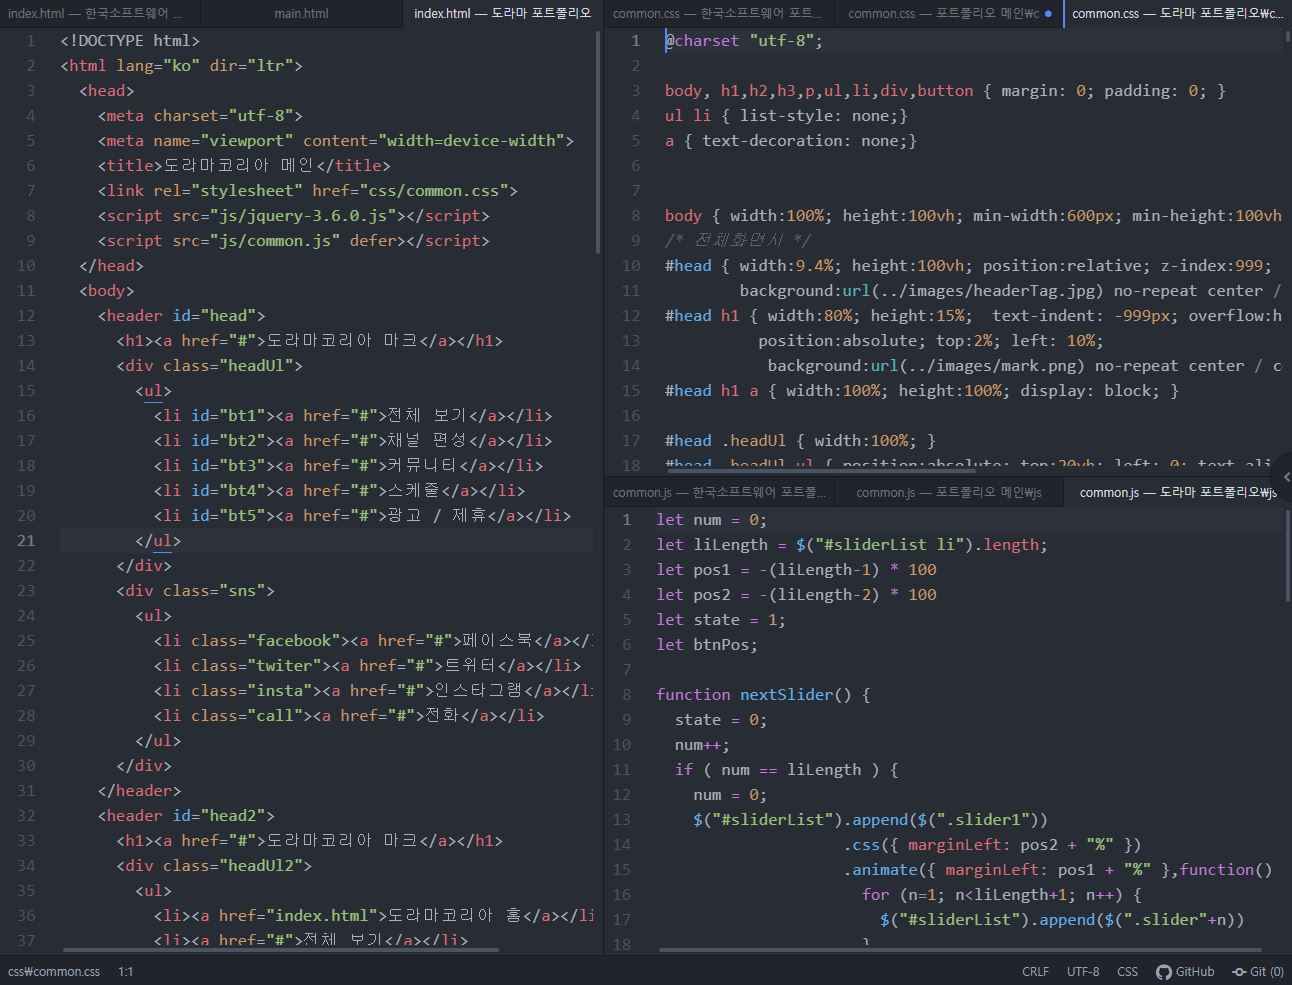 index.html — 한국소프트웨어 ...
main.html
index.html — 도라마 포트폴리오
1 <!DOCTYPE html>
2 <html lang="ko" dir="ltr">
3 <head>
4 <meta charset="utf-8">
5 <meta name="viewport" content="width=device-width">
6 <title>도라마코리아 메인</title>
7 <link rel="stylesheet" href="css/common.css">
8 <script src="js/jquery-3.6.0.js"></script>
9 <script src="js/common.js" defer></script>
10 </head>
11 <body>
12 <header id="head">
13 <h1><a href="#">도라마코리아 마크</a></h1>
14 <div class="headUl">
15 <ul>
16 <li id="bt1"><a href="#">전체 보기</a></li>
17 <li id="bt2"><a href="#">채널 편성</a></li>
18 <li id="bt3"><a href="#">커뮤니티</a></li>
19 <li id="bt4"><a href="#">스케줄</a></li>
20 <li id="bt5"><a href="#">광고 / 제휴</a></li>
21 </ul>
22 </div>
23 <div class="sns">
24 <ul>
25 <li class="facebook"><a href="#">페이스북</a></l
26 <li class="twiter"><a href="#">트위터</a></li>
27 <li class="insta"><a href="#">인스타그램</a></li
28 <li class="call"><a href="#">전화</a></li>
29 </ul>
30 </div>
31 </header>
32 <header id="head2">
33 <h1><a href="#">도라마코리아 마크</a></h1>
34 <div class="headUl2">
35 <ul>
36 <li><a href="index.html">도라마코리아 홈</a></li
37 <li><a href="#">전체 보기</a></li>
common.css — 한국소프트웨어 포트...
common.css — 포트폴리오 메인₩c
common.css — 도라마 포트폴리오₩c...
1 @charset "utf-8";
2
3 body, h1,h2,h3,p,ul,li,div,button { margin: 0; padding: 0; }
4 ul li { list-style: none;}
5 a { text-decoration: none;}
6
7
8 body { width:100%; height:100vh; min-width:600px; min-height:100vh
9 /* 전체화면시 */
10 #head { width:9.4%; height:100vh; position:relative; z-index:999;
11 background:url(../images/headerTag.jpg) no-repeat center /
12 #head h1 { width:80%; height:15%; text-indent: -999px; overflow:h
13 position:absolute; top:2%; left: 10%;
14 background:url(../images/mark.png) no-repeat center / c
15 #head h1 a { width:100%; height:100%; display: block; }
16
17 #head .headUl { width:100%; }
18 #head .headUl ul { position:absolute; top:20vh; left: 0; text-ali
common.js — 한국소프트웨어 포트폴...
common.js — 포트폴리오 메인₩js
common.js — 도라마 포트폴리오₩js
1 let num = 0;
2 let liLength = $("#sliderList li").length;
3 let pos1 = -(liLength-1) * 100
4 let pos2 = -(liLength-2) * 100
5 let state = 1;
6 let btnPos;
7
8 function nextSlider() {
9 state = 0;
10 num++;
11 if ( num == liLength ) {
12 num = 0;
13 $("#sliderList").append($(".slider1"))
14 .css({ marginLeft: pos2 + "%" })
15 .animate({ marginLeft: pos1 + "%" },function()
16 for (n=1; n<liLength+1; n++) {
17 $("#sliderList").append($(".slider"+n))
18 }
css₩common.css 1:1 CRLF UTF-8 CSS GitHub Git (0)